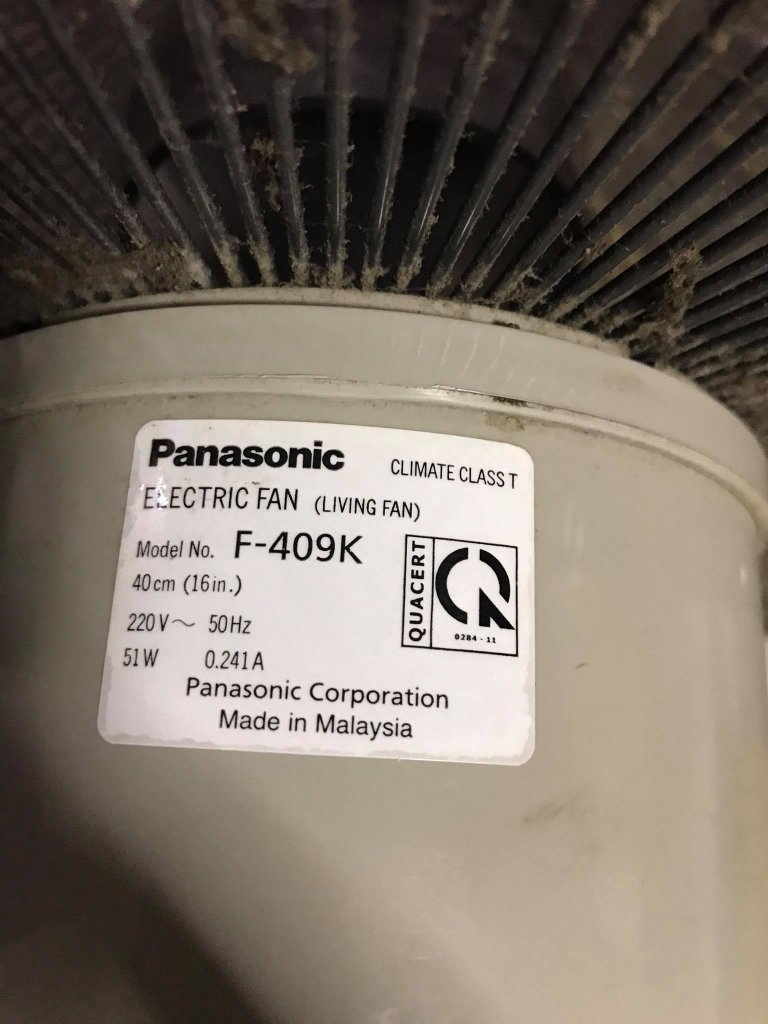 Panasonic CLIMATE CLASS T
ELECTRIC FAN (LIVING FAN)
Model No. F-409K
40cm (16in.)
220V～ 50Hz
51W 0.241A
Panasonic Corporation
Made in Malaysia
QUACERT
0284 - 11